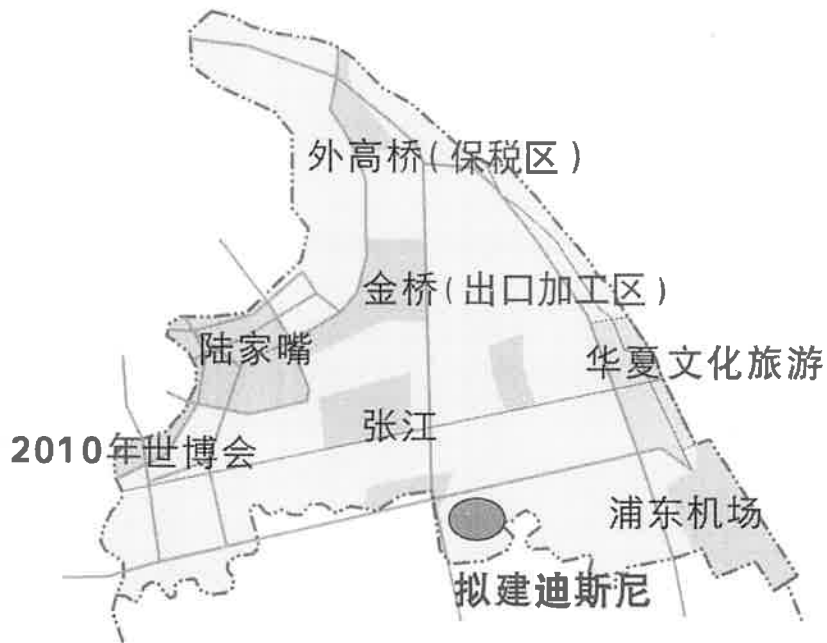 外高桥(保税区)
金桥(出口加工区)
陆家嘴
华夏文化旅游
张江
2010年世博会
浦东机场
拟建迪斯尼